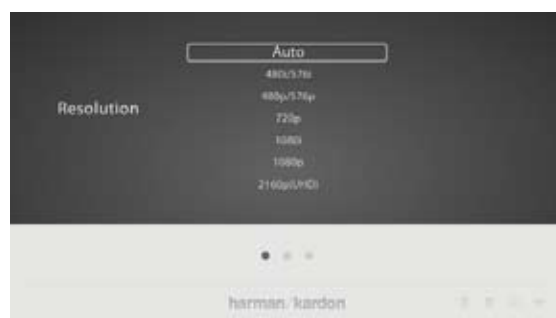 Auto
480i/576i
Resolution
480p/576p
720p
1080i
1080p
2160p(UHD)
harman/kardon